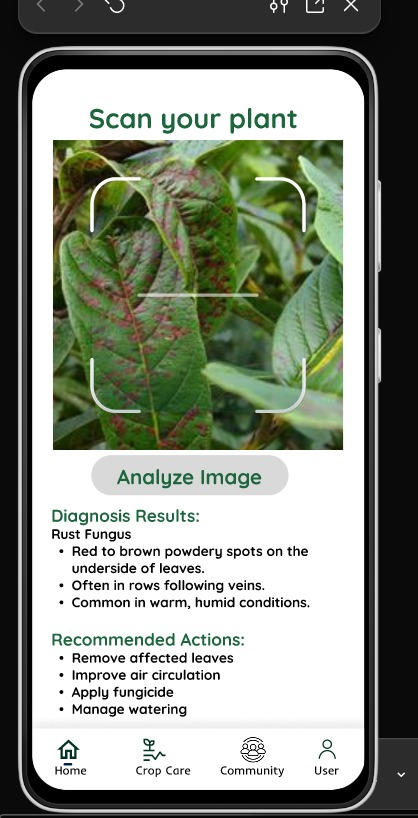 Scan your plant
Analyze Image
Diagnosis Results:
Rust Fungus
• Red to brown powdery spots on the
underside of leaves.
• Often in rows following veins.
• Common in warm, humid conditions.
Recommended Actions:
• Remove affected leaves
• Improve air circulation
• Apply fungicide
• Manage watering
Home
Crop Care
Community
User